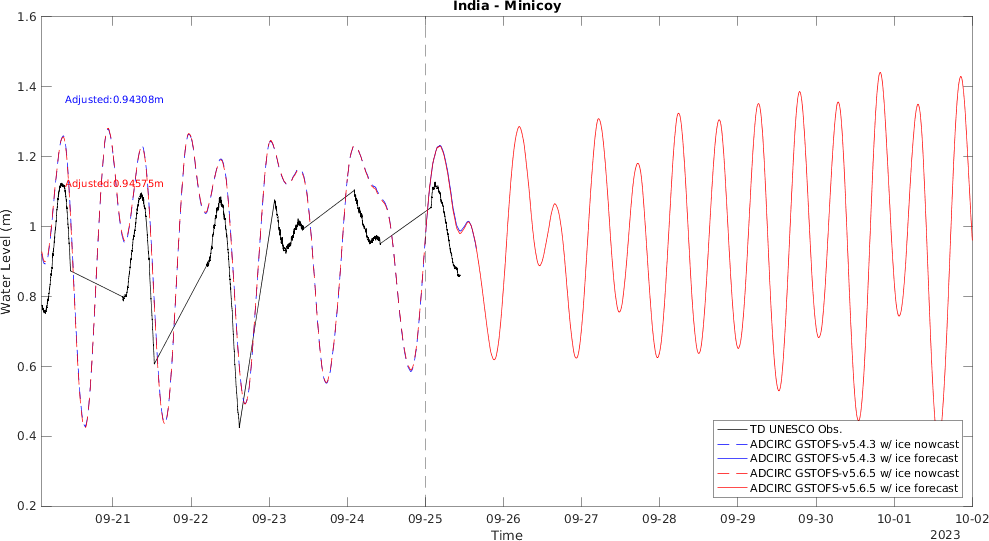 India - Minicoy
1.6
1.4
1.2
1
0.8
0.6
0.4
0.2
Water Level (m)
Adjusted:0.94308m
Adjusted:0.94575m
TD UNESCO Obs.
ADCIRC GSTOFS-v5.4.3 w/ ice nowcast
ADCIRC GSTOFS-v5.4.3 w/ ice forecast
ADCIRC GSTOFS-v5.6.5 w/ ice nowcast
ADCIRC GSTOFS-v5.6.5 w/ ice forecast
09-21 09-22 09-23 09-24 09-25 09-26 09-27 09-28 09-29 09-30 10-01 10-02
Time
2023